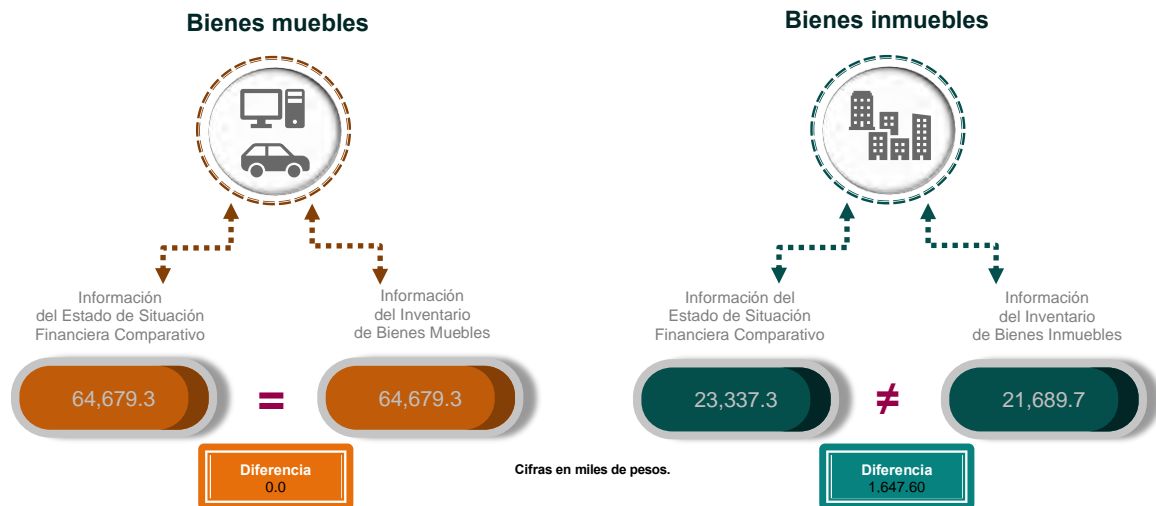 Bienes muebles
Información
del Estado de Situación
Financiera Comparativo
64,679.3
=
Información
del Inventario
de Bienes Muebles
64,679.3
Diferencia
0.0
Cifras en miles de pesos.
Bienes inmuebles
Información del
Estado de Situación
Financiera Comparativo
23,337.3
≠
Información
del Inventario
de Bienes Inmuebles
21,689.7
Diferencia
1,647.60